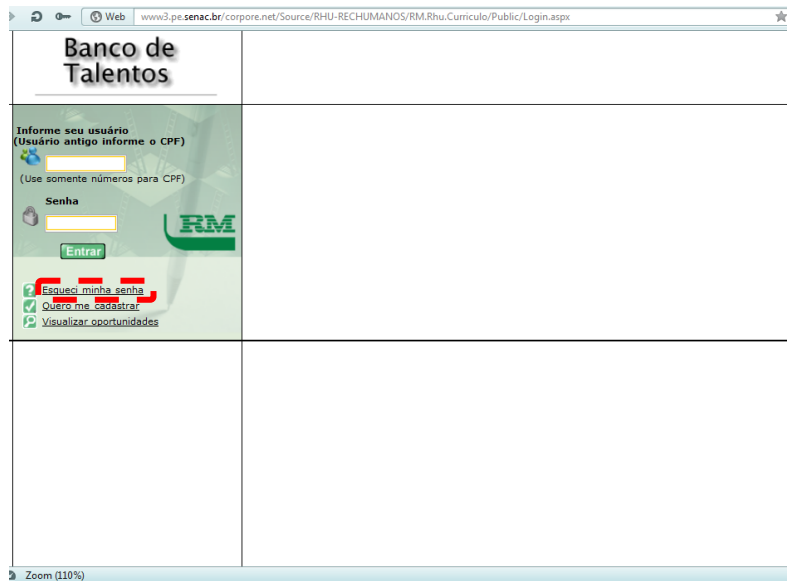 Web www3.pe.senac.br/corpore.net/Source/RHU-RECHUMANOS/RM.Rhu.Curriculo/Public/Login.aspx
Banco de
Talentos
Informe seu usuário
(Usuário antigo informe o CPF)
(Use somente números para CPF)
Senha
RM
Entrar
Esqueci minha senha
Quero me cadastrar
Visualizar oportunidades
Zoom (110%)